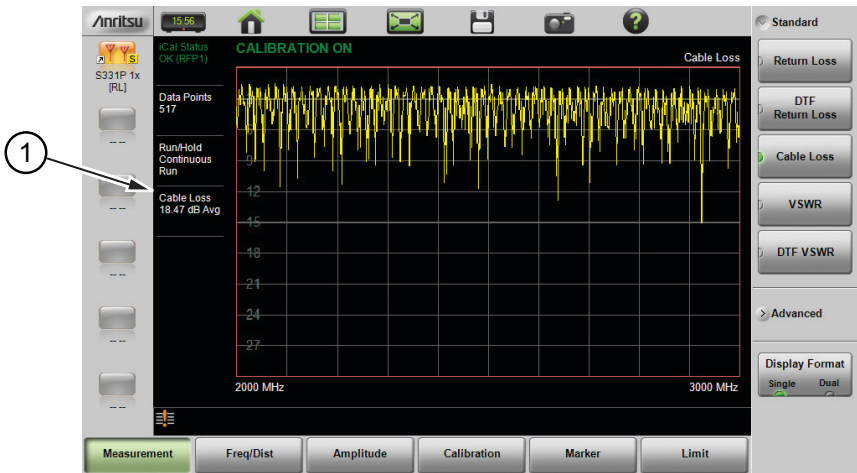 Anritsu
15:56
?
S
S331P 1x
[RL]
-- --
-- --
-- --
-- --
-- --
1
iCal Status
OK (RFP1)
Data Points
517
Run/Hold
Continuous
Run
Cable Loss
18.47 dB Avg
CALIBRATION ON
Cable Loss
9
12
15
18
21
24
27
2000 MHz
3000 MHz
Standard
Return Loss
DTF
Return Loss
Cable Loss
VSWR
DTF VSWR
Advanced
Display Format
Single Dual
Measurement
Freq/Dist
Amplitude
Calibration
Marker
Limit